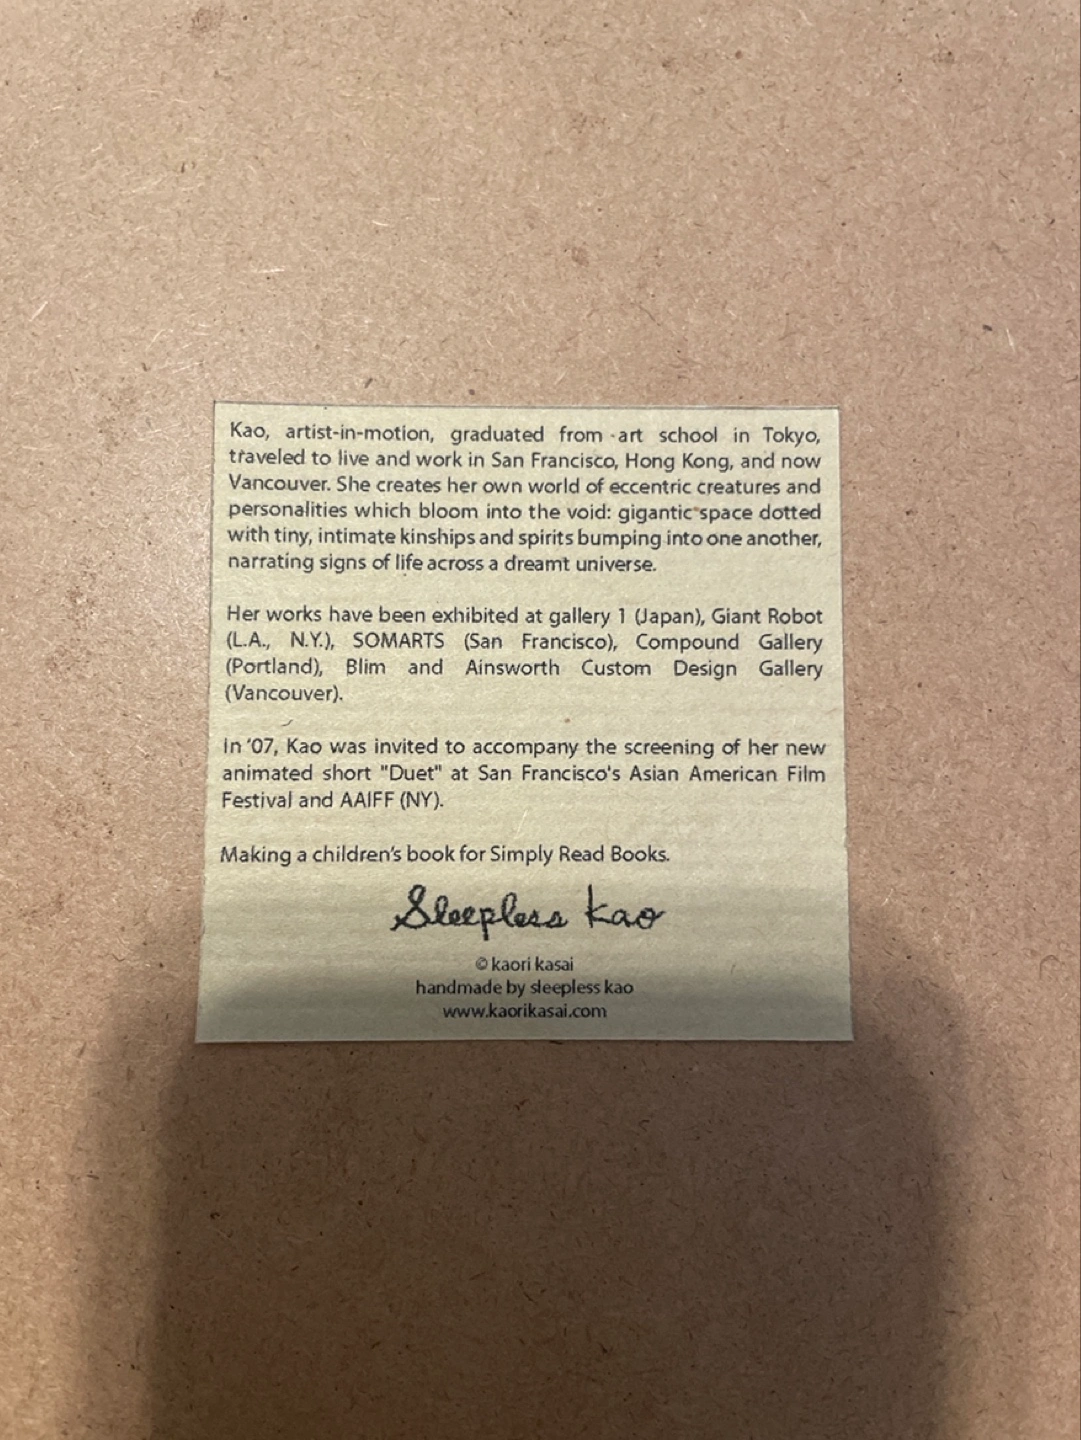 Kao, artist-in-motion, graduated from art school in Tokyo,
traveled to live and work in San Francisco, Hong Kong, and now
Vancouver. She creates her own world of eccentric creatures and
personalities which bloom into the void: gigantic space dotted
with tiny, intimate kinships and spirits bumping into one another,
narrating signs of life across a dreamt universe.
Her works have been exhibited at gallery 1 (Japan), Giant Robot
(L.A., N.Y.), SOMARTS (San Francisco), Compound Gallery
(Portland), Blim and Ainsworth Custom Design Gallery
(Vancouver).
In '07, Kao was invited to accompany the screening of her new
animated short "Duet" at San Francisco's Asian American Film
Festival and AAIFF (NY).
Making a children's book for Simply Read Books.
Sleepless Kao
© kaori kasai
handmade by sleepless kao
www.kaorikasai.com